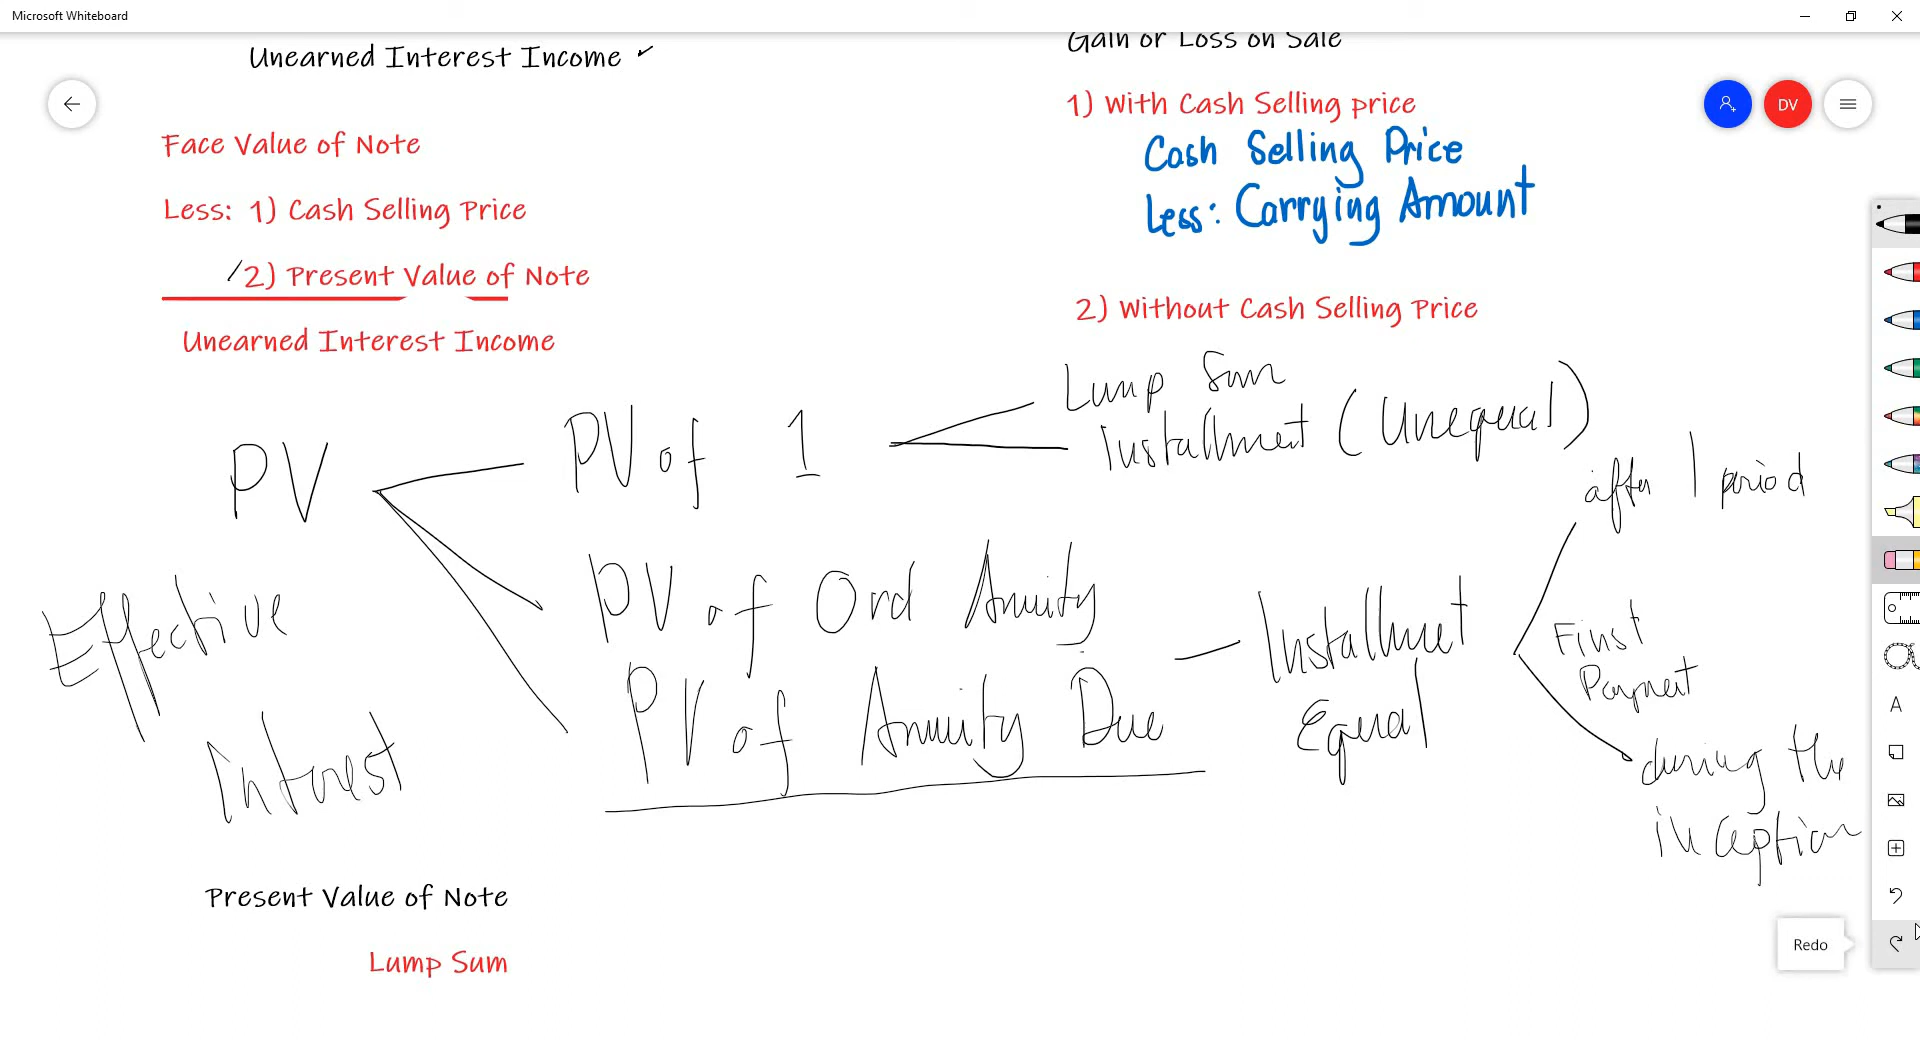 Microsoft Whiteboard
Unearned Interest Income ✓
Face Value of Note
Less: 1) Cash Selling Price
2) Present Value of Note
Unearned Interest Income
Gain or Loss on Sale
1) With Cash Selling price
Cash Selling Price
Less: Carrying Amount
2) Without Cash Selling Price
PV
PV of 1
Lump Sum
Installment (Unequal)
PV of Ord Annuity
PV of Annuity Due
Installment
Equal
after 1 period
First
Payment
during the
inception
Effective
interest
Present Value of Note
Lump Sum
DV
A
Redo